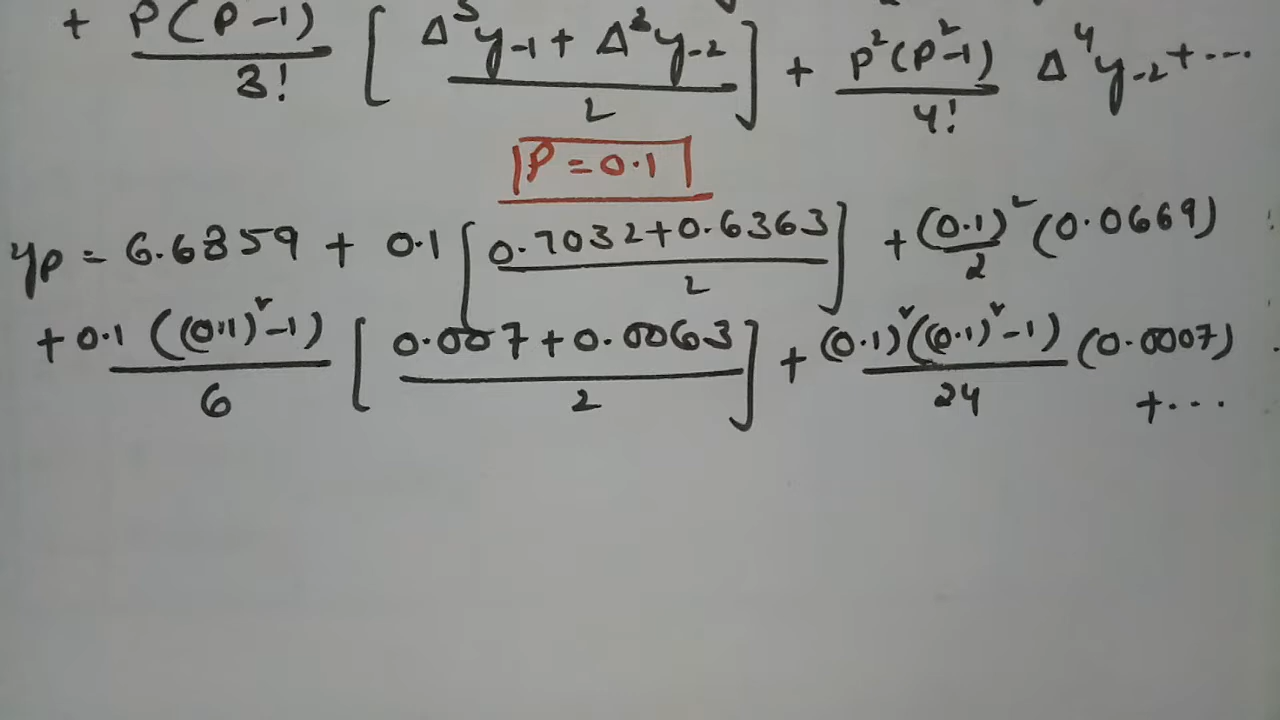 + P(P-1)/3! [ Δ³y₋₁ + Δ³y₋₂ / 2 ] + P²(P²-1)/4! Δ⁴y₋₂ + ...
P = 0.1
yp = 6.6859 + 0.1 [ 0.7032+0.6363 / 2 ] + (0.1)²/2 (0.0669)
+ 0.1 ((0.1)²-1)/6 [ 0.007+0.0063 / 2 ] + (0.1)²((0.1)²-1)/24 (0.0007)
+...